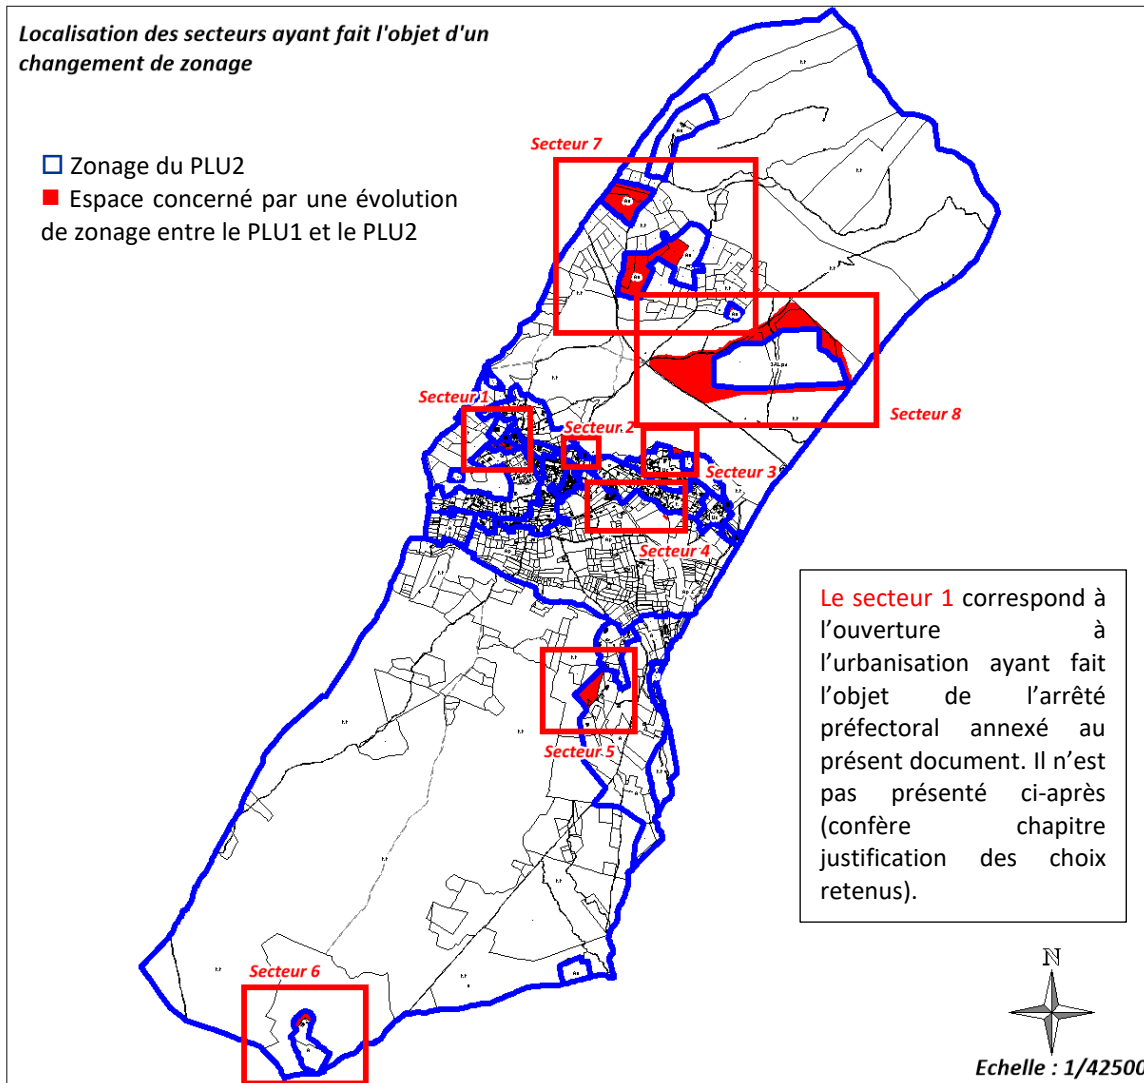 Localisation des secteurs ayant fait l'objet d'un
changement de zonage
Zonage du PLU2
Espace concerné par une évolution
de zonage entre le PLU1 et le PLU2
Secteur 7
Secteur 8
Secteur 1
Secteur 2
Secteur 3
Secteur 4
Secteur 5
Secteur 6
Le secteur 1 correspond à
l’ouverture à
l’urbanisation ayant fait
l’objet de l’arrêté
préfectoral annexé au
présent document. Il n’est
pas présenté ci-après
(confère chapitre
justification des choix
retenus).
N
Echelle : 1/42500